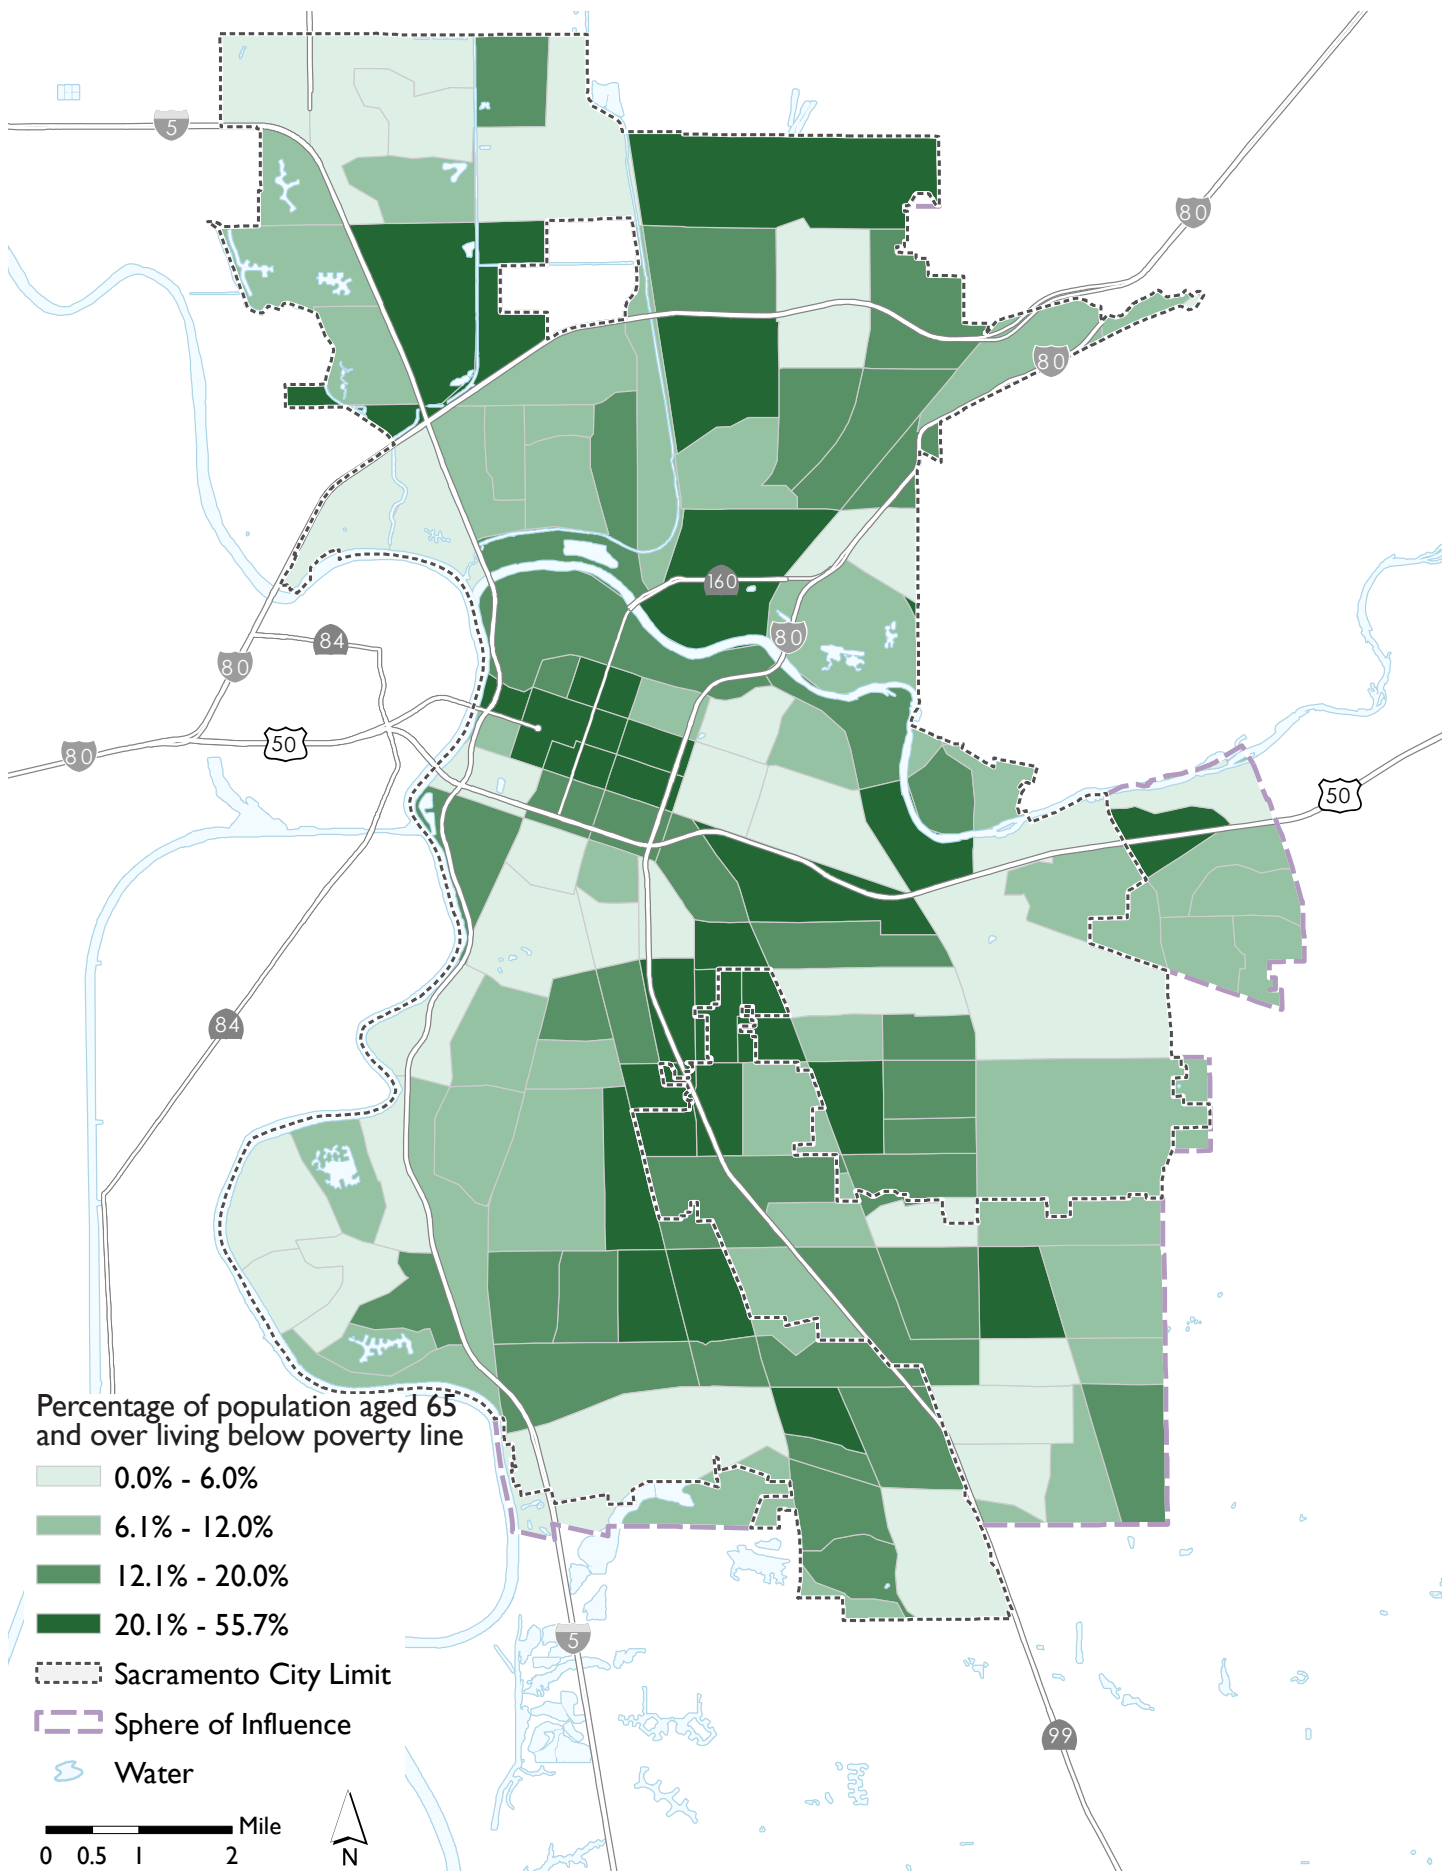 5
80
80
160
84
80
80
50
80
50
84
Percentage of population aged 65
and over living below poverty line
0.0% - 6.0%
6.1% - 12.0%
12.1% - 20.0%
20.1% - 55.7%
5
Sacramento City Limit
Sphere of Influence
99
Water
Mile
0 0.5 1 2
N